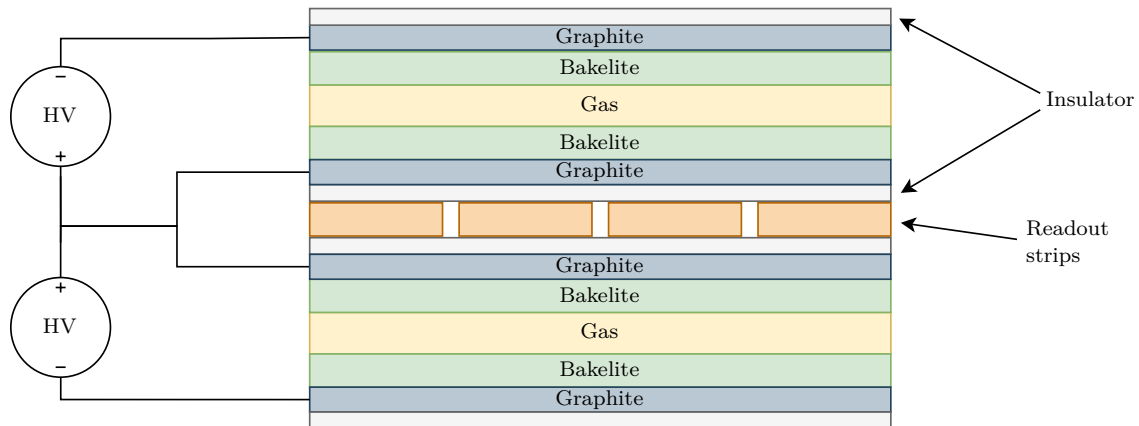 Graphite
−
Bakelite
HV
Gas
Insulator
+
Bakelite
Graphite
Readout
strips
Graphite
+
Bakelite
HV
Gas
−
Bakelite
Graphite